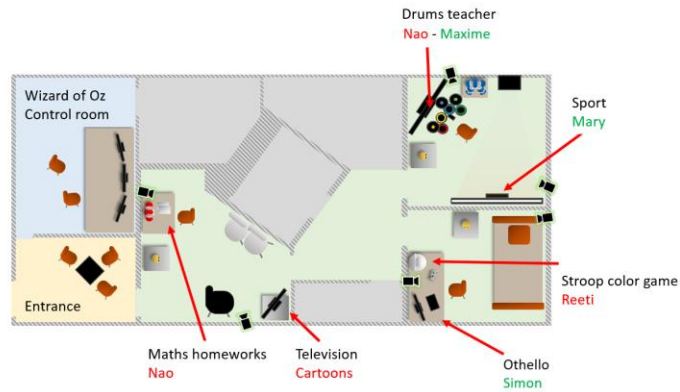 Drums teacher
Nao - Maxime
Wizard of Oz
Control room
Sport
Mary
Stroop color game
Reeti
Entrance
Maths homeworks
Nao
Television
Cartoons
Othello
Simon